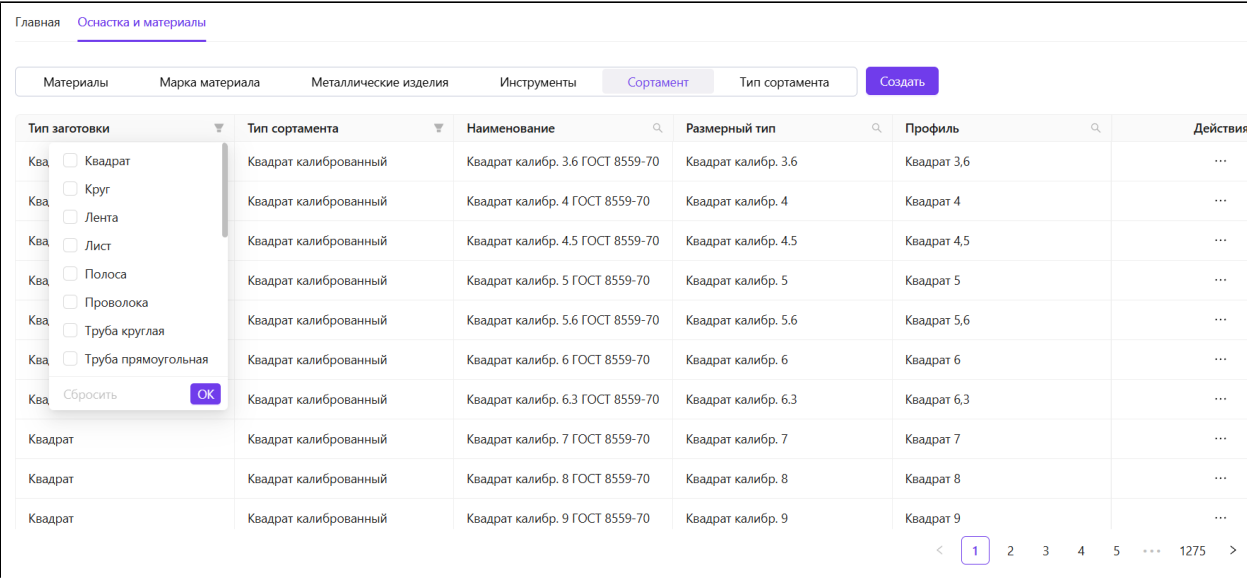 Главная Оснастка и материалы
Материалы Марка материала Металлические изделия Инструменты Сортамент Тип сортамента Создать
Тип заготовки Тип сортамента Наименование Размерный тип Профиль Действия
Квадрат калиброванный Квадрат калибр. 3.6 ГОСТ 8559-70 Квадрат калибр. 3.6 Квадрат 3,6 ...
Квадрат калиброванный Квадрат калибр. 4 ГОСТ 8559-70 Квадрат калибр. 4 Квадрат 4 ...
Квадрат калиброванный Квадрат калибр. 4.5 ГОСТ 8559-70 Квадрат калибр. 4.5 Квадрат 4,5 ...
Квадрат калиброванный Квадрат калибр. 5 ГОСТ 8559-70 Квадрат калибр. 5 Квадрат 5 ...
Квадрат калиброванный Квадрат калибр. 5.6 ГОСТ 8559-70 Квадрат калибр. 5.6 Квадрат 5,6 ...
Квадрат калиброванный Квадрат калибр. 6 ГОСТ 8559-70 Квадрат калибр. 6 Квадрат 6 ...
Квадрат калиброванный Квадрат калибр. 6.3 ГОСТ 8559-70 Квадрат калибр. 6.3 Квадрат 6,3 ...
Квадрат Квадрат калиброванный Квадрат калибр. 7 ГОСТ 8559-70 Квадрат калибр. 7 Квадрат 7 ...
Квадрат Квадрат калиброванный Квадрат калибр. 8 ГОСТ 8559-70 Квадрат калибр. 8 Квадрат 8 ...
Квадрат Квадрат калиброванный Квадрат калибр. 9 ГОСТ 8559-70 Квадрат калибр. 9 Квадрат 9 ...
Квадрат
Круг
Лента
Лист
Полоса
Проволока
Труба круглая
Труба прямоугольная
Сбросить OK
< 1 2 3 4 5 ••• 1275 >